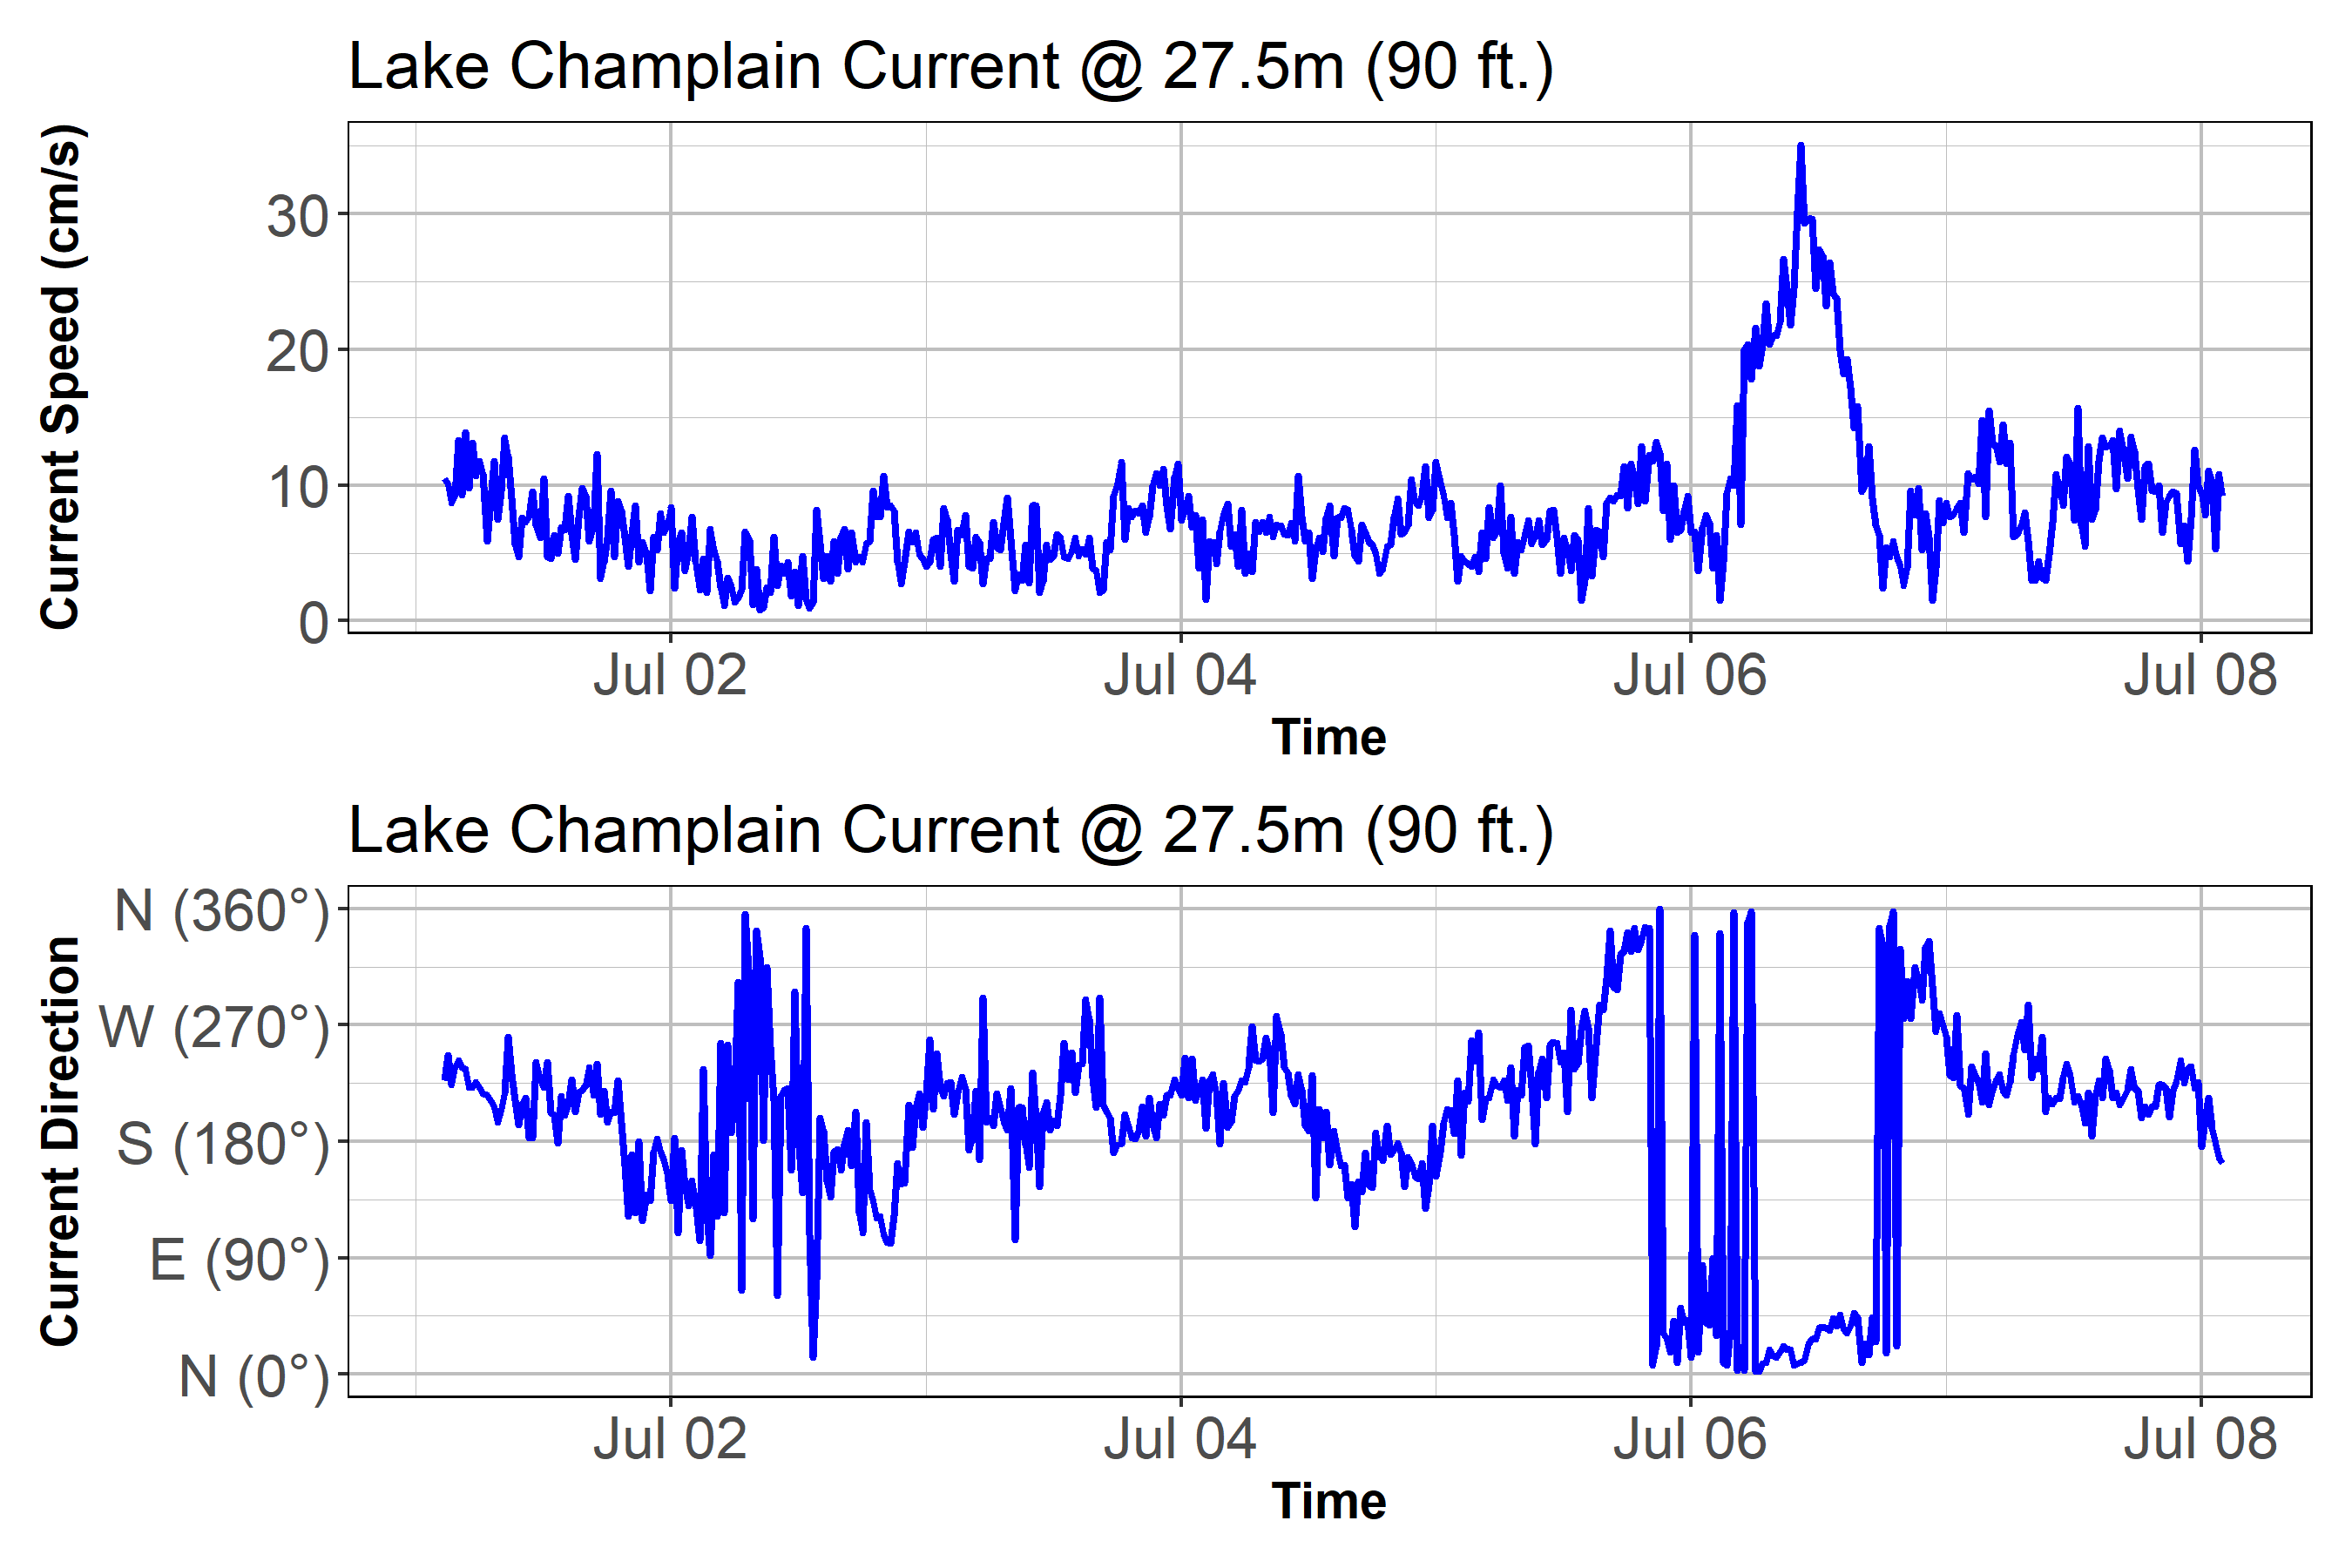 Lake Champlain Current @ 27.5m (90 ft.)
Current Speed (cm/s)
30
20
10
0
Jul 02 Jul 04 Jul 06 Jul 08
Time
Lake Champlain Current @ 27.5m (90 ft.)
Current Direction
N (360°)
W (270°)
S (180°)
E (90°)
N (0°)
Jul 02 Jul 04 Jul 06 Jul 08
Time